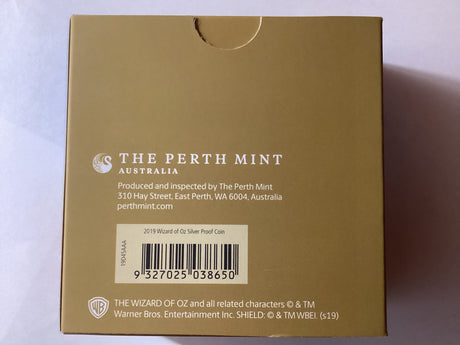 THE PERTH MINT
AUSTRALIA
Produced and inspected by The Perth Mint
310 Hay Street, East Perth, WA 6004, Australia
perthmint.com
2019 Wizard of Oz Silver Proof Coin
19045AAA
9 327025 038650
WB
THE WIZARD OF OZ and all related characters © & TM
Warner Bros. Entertainment Inc. SHIELD: © & TM WBEI. (s19)